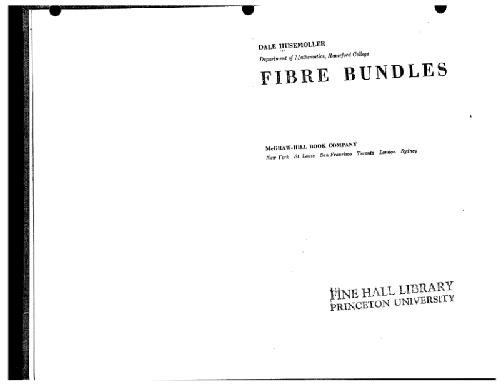 DALE HUSEMOLLER
Department of Mathematics, Haverford College
FIBRE BUNDLES
McGRAW-HILL BOOK COMPANY
New York St. Louis San Francisco Toronto London Sydney
FINE HALL LIBRARY
PRINCETON UNIVERSITY